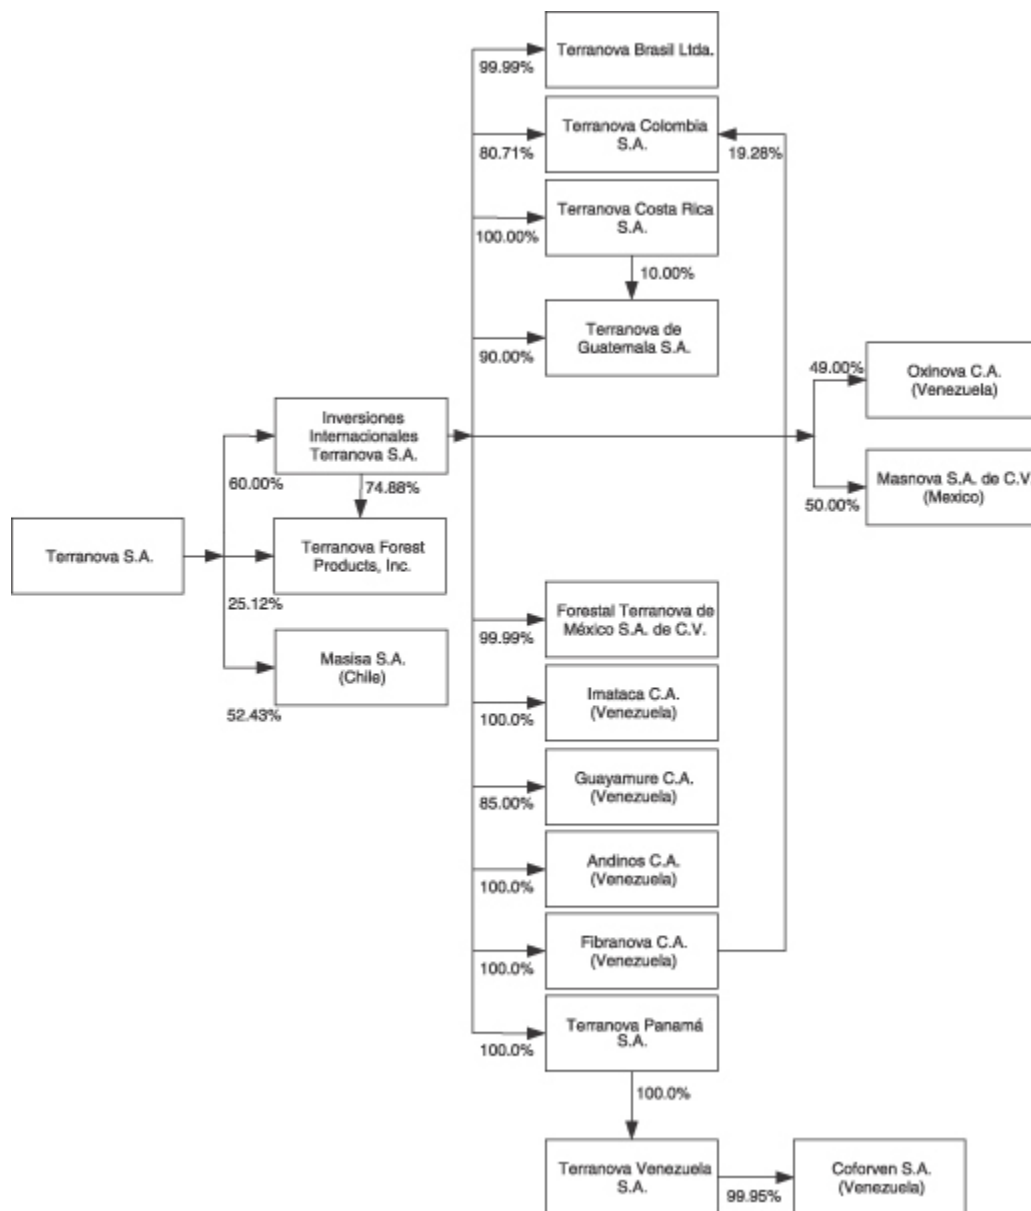 Terranova Brasil Ltda.
99.99%
Terranova Colombia
S.A.
80.71%
19.28%
Terranova Costa Rica
S.A.
100.00%
10.00%
Terranova de
Guatemala S.A.
90.00%
49.00%
Oxinova C.A.
(Venezuela)
Inversiones
Internacionales
Terranova S.A.
60.00%
74.88%
Masnova S.A. de C.V.
(Mexico)
50.00%
Terranova S.A.
Terranova Forest
Products, Inc.
25.12%
Masisa S.A.
(Chile)
52.43%
Forestal Terranova de
México S.A. de C.V.
99.99%
Imataca C.A.
(Venezuela)
100.0%
Guayamure C.A.
(Venezuela)
85.00%
Andinos C.A.
(Venezuela)
100.0%
Fibranova C.A.
(Venezuela)
100.0%
Terranova Panamá
S.A.
100.0%
100.0%
Terranova Venezuela
S.A.
99.95%
Coforven S.A.
(Venezuela)